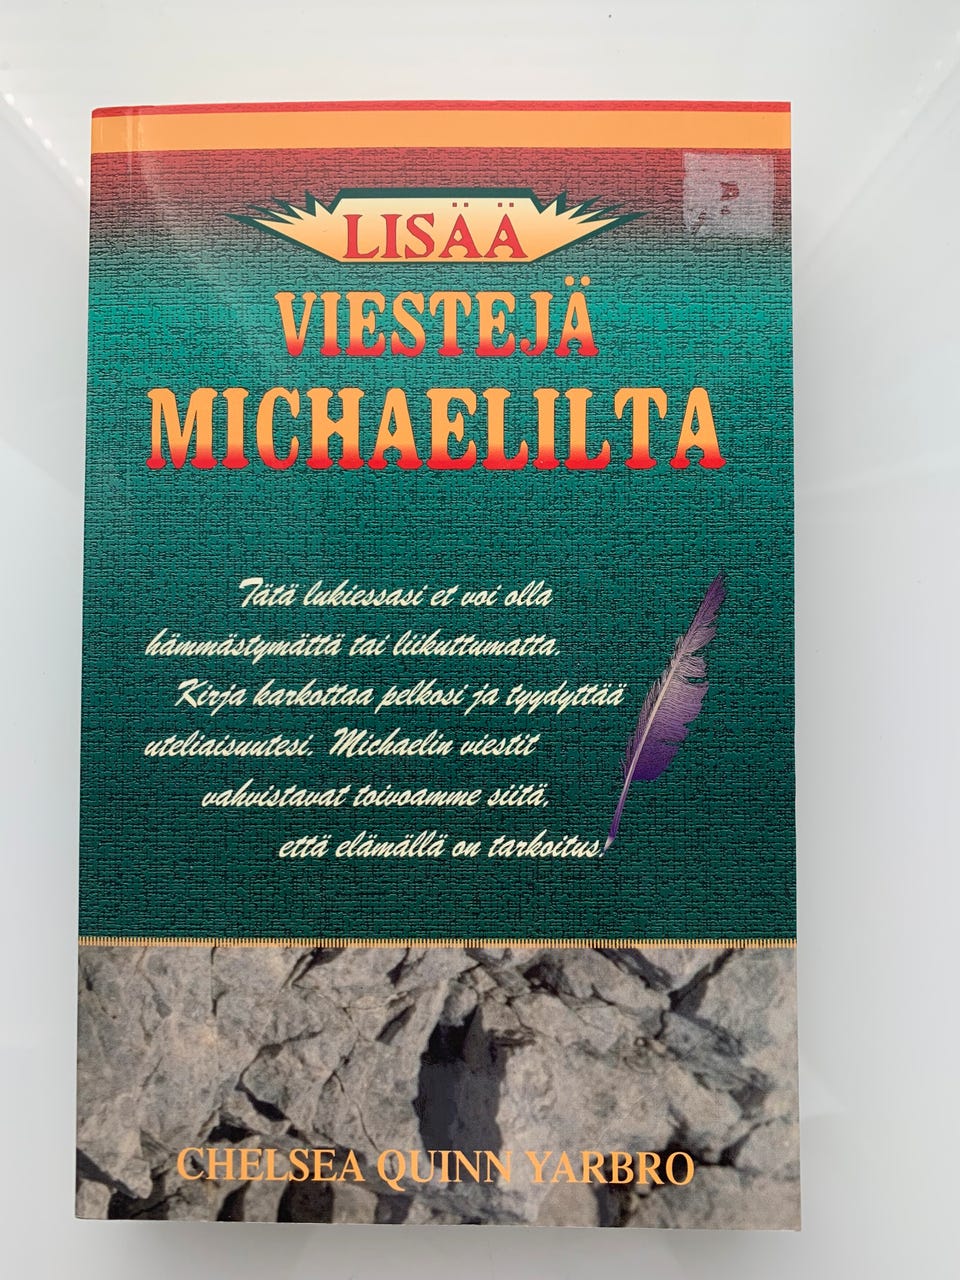 LISÄÄ
VIESTEJÄ
MICHAELILTA
Tätä lukiessasi et voi olla
hämmästymättä tai liikuttumatta.
Kirja karkottaa pelkosi ja tyydyttää
uteliaisuutesi. Michaelin viestit
vahvistavat toivoamme siitä,
että elämällä on tarkoitus.
CHELSEA QUINN YARBRO